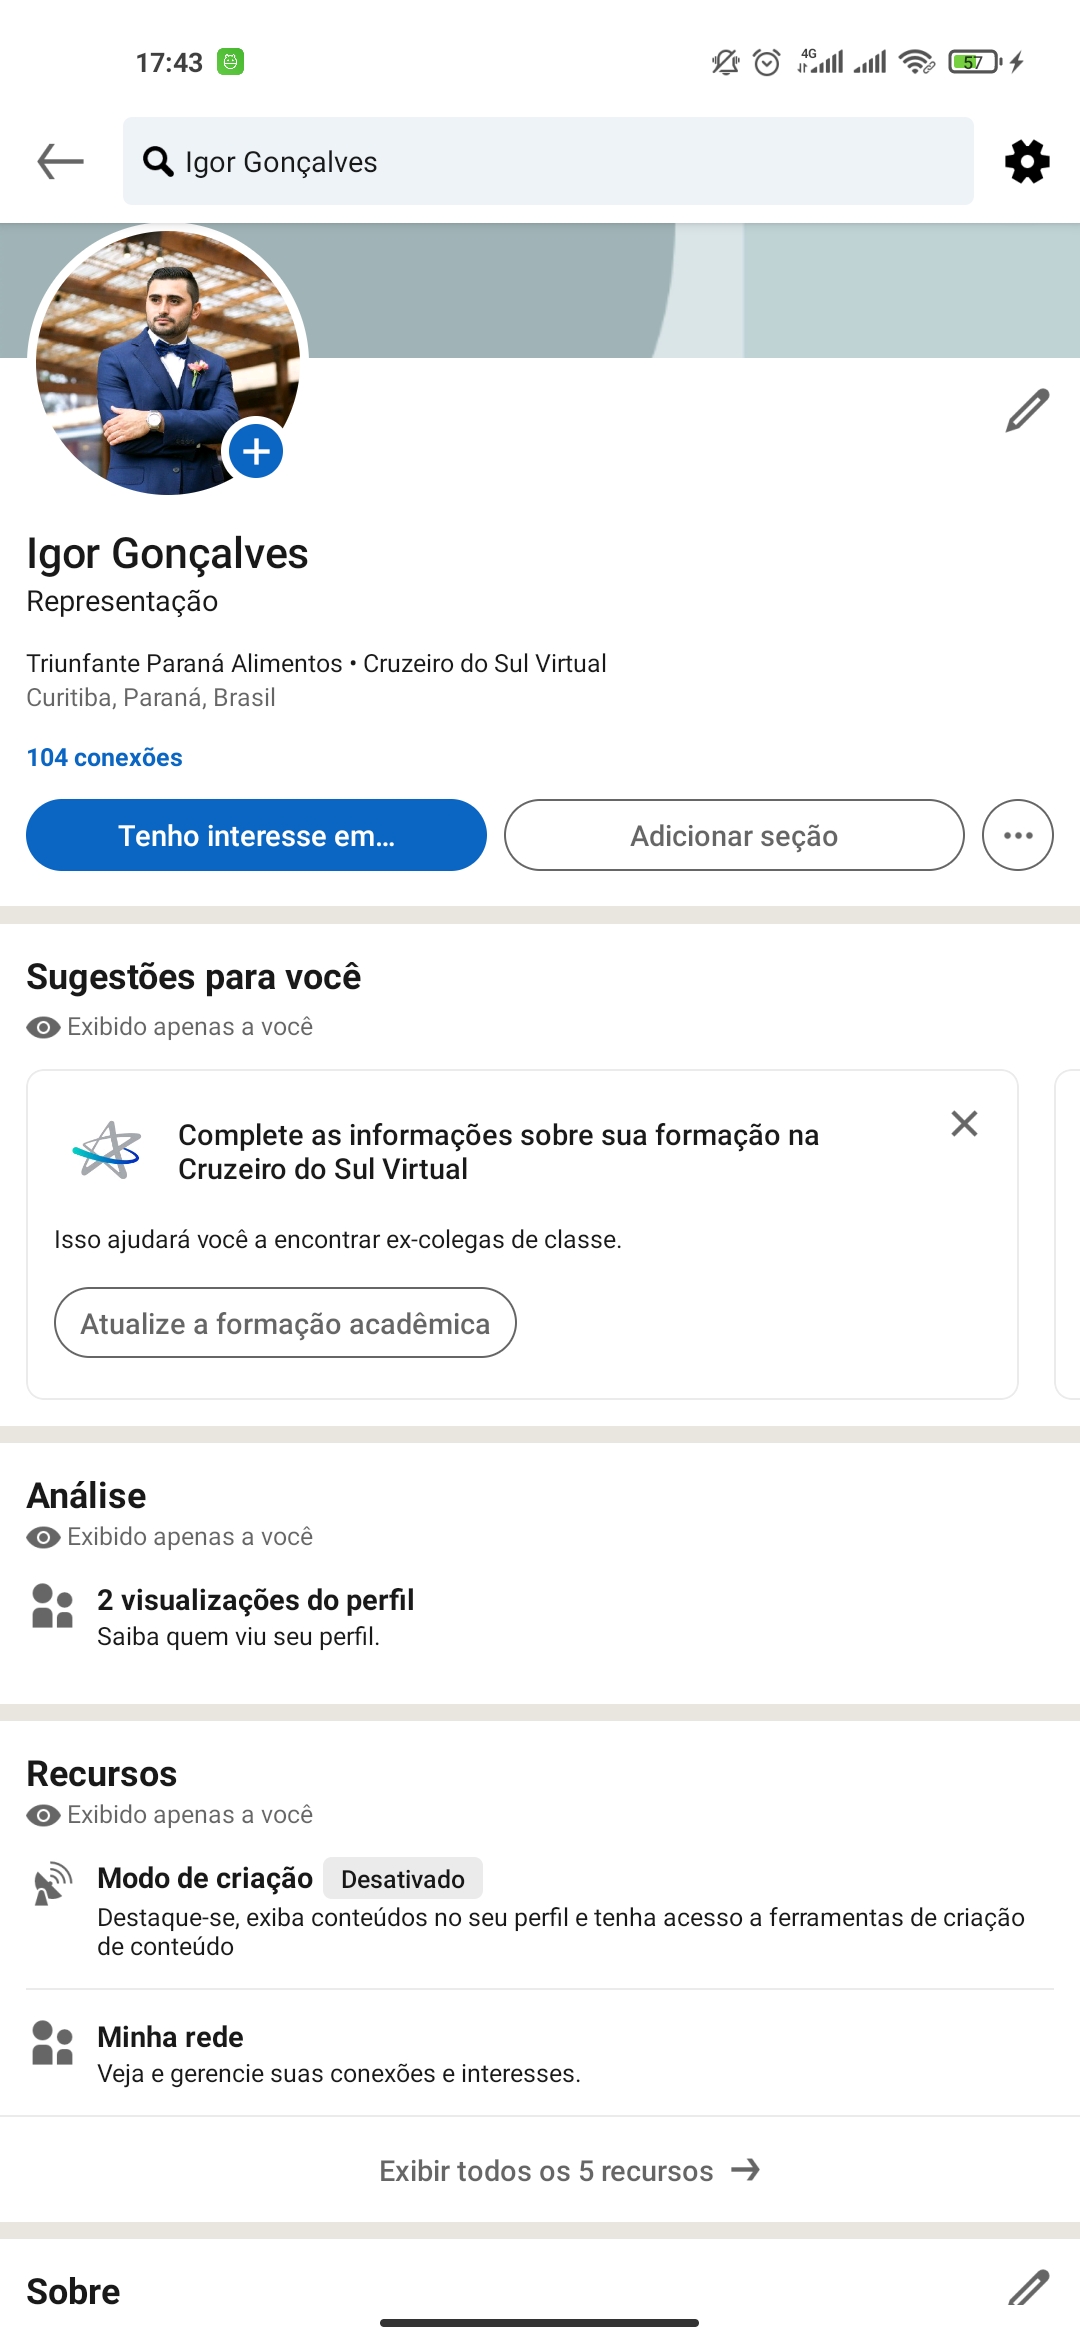 17:43
4G
57
Igor Gonçalves
Igor Gonçalves
Representação
Triunfante Paraná Alimentos • Cruzeiro do Sul Virtual
Curitiba, Paraná, Brasil
104 conexões
Tenho interesse em...
Adicionar seção
Sugestões para você
Exibido apenas a você
Complete as informações sobre sua formação na
Cruzeiro do Sul Virtual
Isso ajudará você a encontrar ex-colegas de classe.
Atualize a formação acadêmica
Análise
Exibido apenas a você
2 visualizações do perfil
Saiba quem viu seu perfil.
Recursos
Exibido apenas a você
Modo de criação Desativado
Destaque-se, exiba conteúdos no seu perfil e tenha acesso a ferramentas de criação
de conteúdo
Minha rede
Veja e gerencie suas conexões e interesses.
Exibir todos os 5 recursos
Sobre